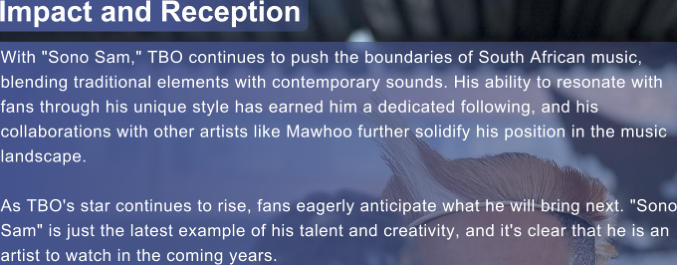 Impact and Reception
With "Sono Sam," TBO continues to push the boundaries of South African music,
blending traditional elements with contemporary sounds. His ability to resonate with
fans through his unique style has earned him a dedicated following, and his
collaborations with other artists like Mawhoo further solidify his position in the music
landscape.
As TBO's star continues to rise, fans eagerly anticipate what he will bring next. "Sono
Sam" is just the latest example of his talent and creativity, and it's clear that he is an
artist to watch in the coming years.